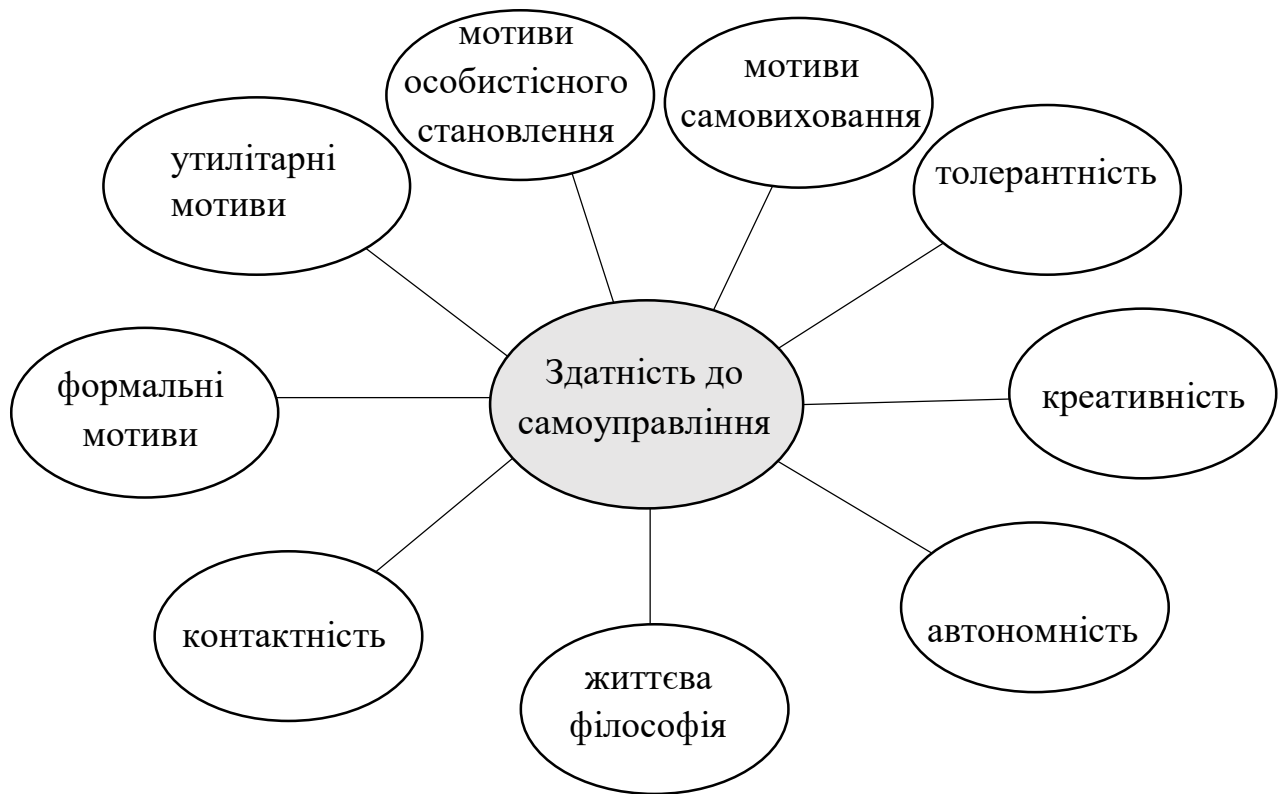 мотиви
особистісного
становлення
мотиви
самовиховання
утилітарні
мотиви
толерантність
Здатність до
самоуправління
формальні
мотиви
креативність
контактність
автономність
життєва
філософія